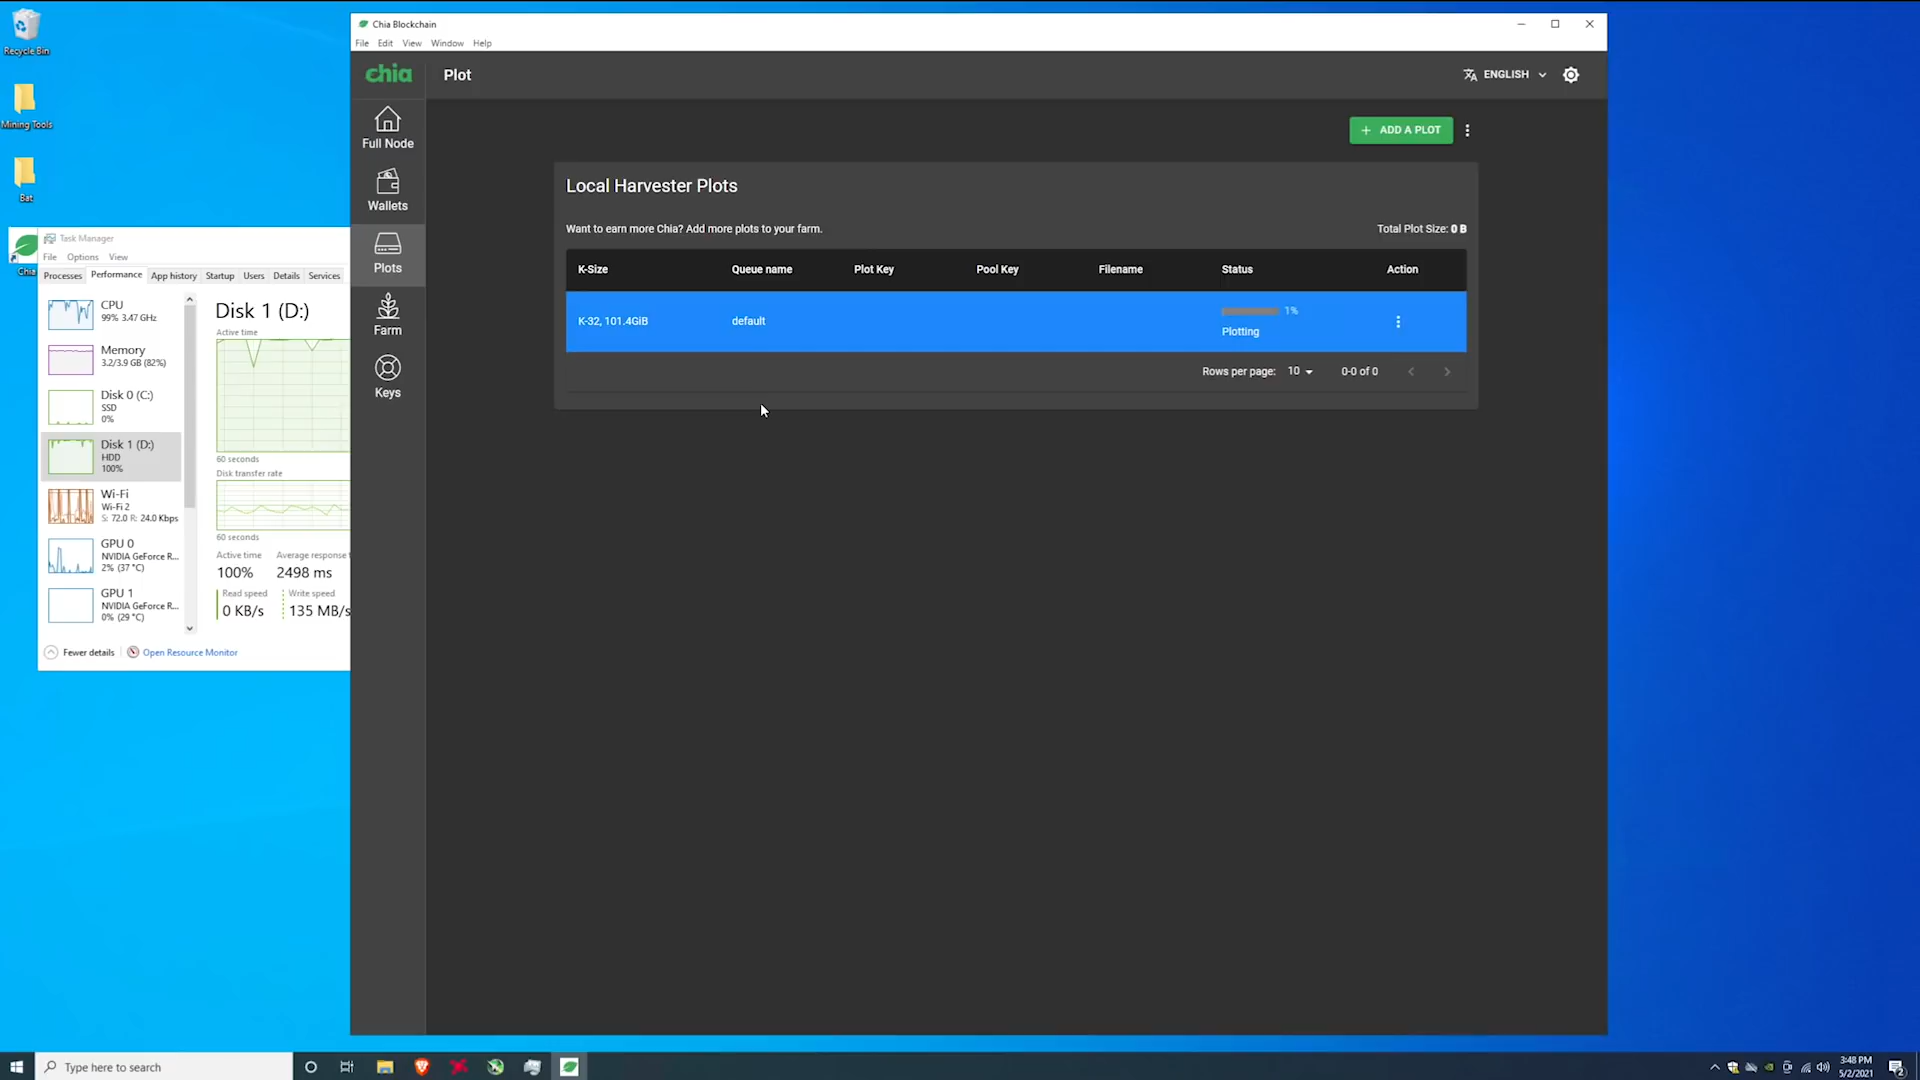 Recycle Bin
Mining Tools
Bat
Chia
Task Manager
File Options View
Processes Performance App history Startup Users Details Services
CPU
99% 3.47 GHz
Memory
3.2/3.9 GB (82%)
Disk 0 (C:)
SSD
0%
Disk 1 (D:)
HDD
100%
Wi-Fi
Wi-Fi 2
S: 72.0 R: 24.0 Kbps
GPU 0
NVIDIA GeForce R...
2% (37 °C)
GPU 1
NVIDIA GeForce R...
0% (29 °C)
Disk 1 (D:)
Active time
60 seconds
Disk transfer rate
60 seconds
Active time Average response t
100% 2498 ms
Read speed Write speed
0 KB/s 135 MB/s
Fewer details Open Resource Monitor
Chia Blockchain
File Edit View Window Help
chia Plot ENGLISH
Full Node
Wallets
Plots
Farm
Keys
+ ADD A PLOT
Local Harvester Plots
Want to earn more Chia? Add more plots to your farm. Total Plot Size: 0 B
K-Size Queue name Plot Key Pool Key Filename Status Action
K-32, 101.4GiB default 1%
Plotting
Rows per page: 10 0-0 of 0
Type here to search
3:48 PM
5/2/2021
2